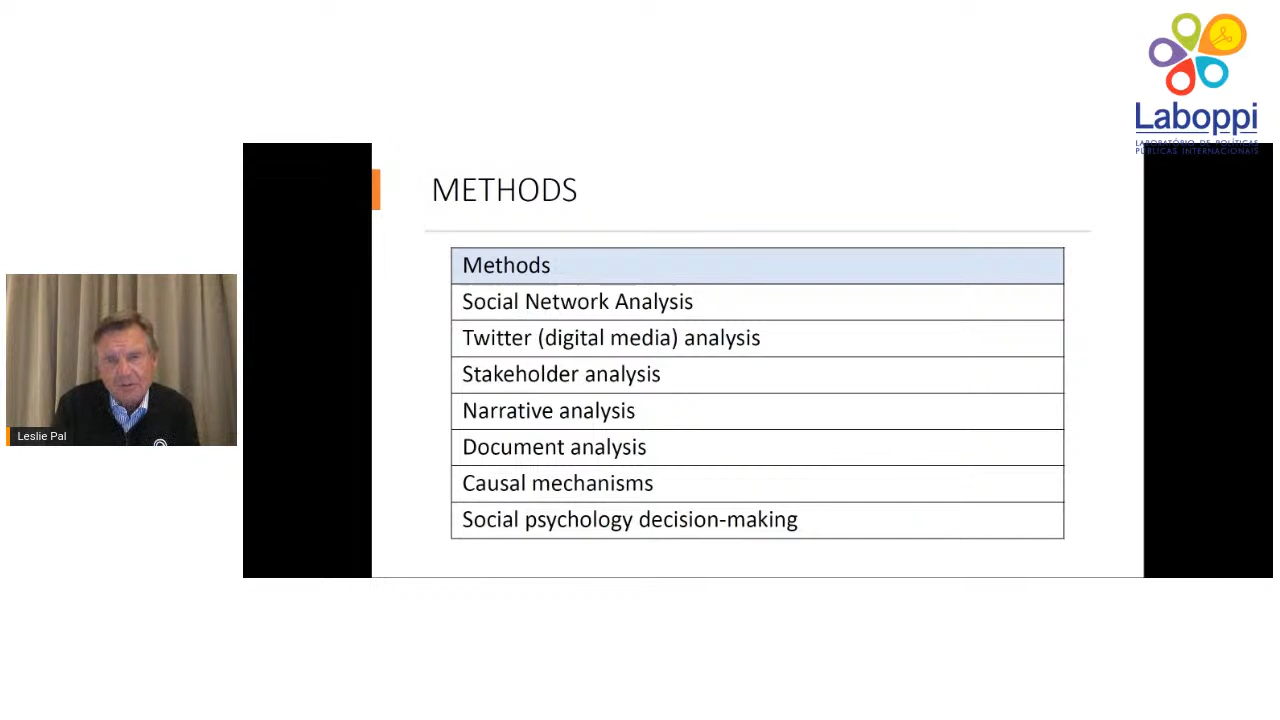 Laboppi
LABORATÓRIO DE POLÍTICAS
PÚBLICAS INTERNACIONAIS
METHODS
Methods
Social Network Analysis
Twitter (digital media) analysis
Stakeholder analysis
Narrative analysis
Document analysis
Causal mechanisms
Social psychology decision-making
Leslie Pal